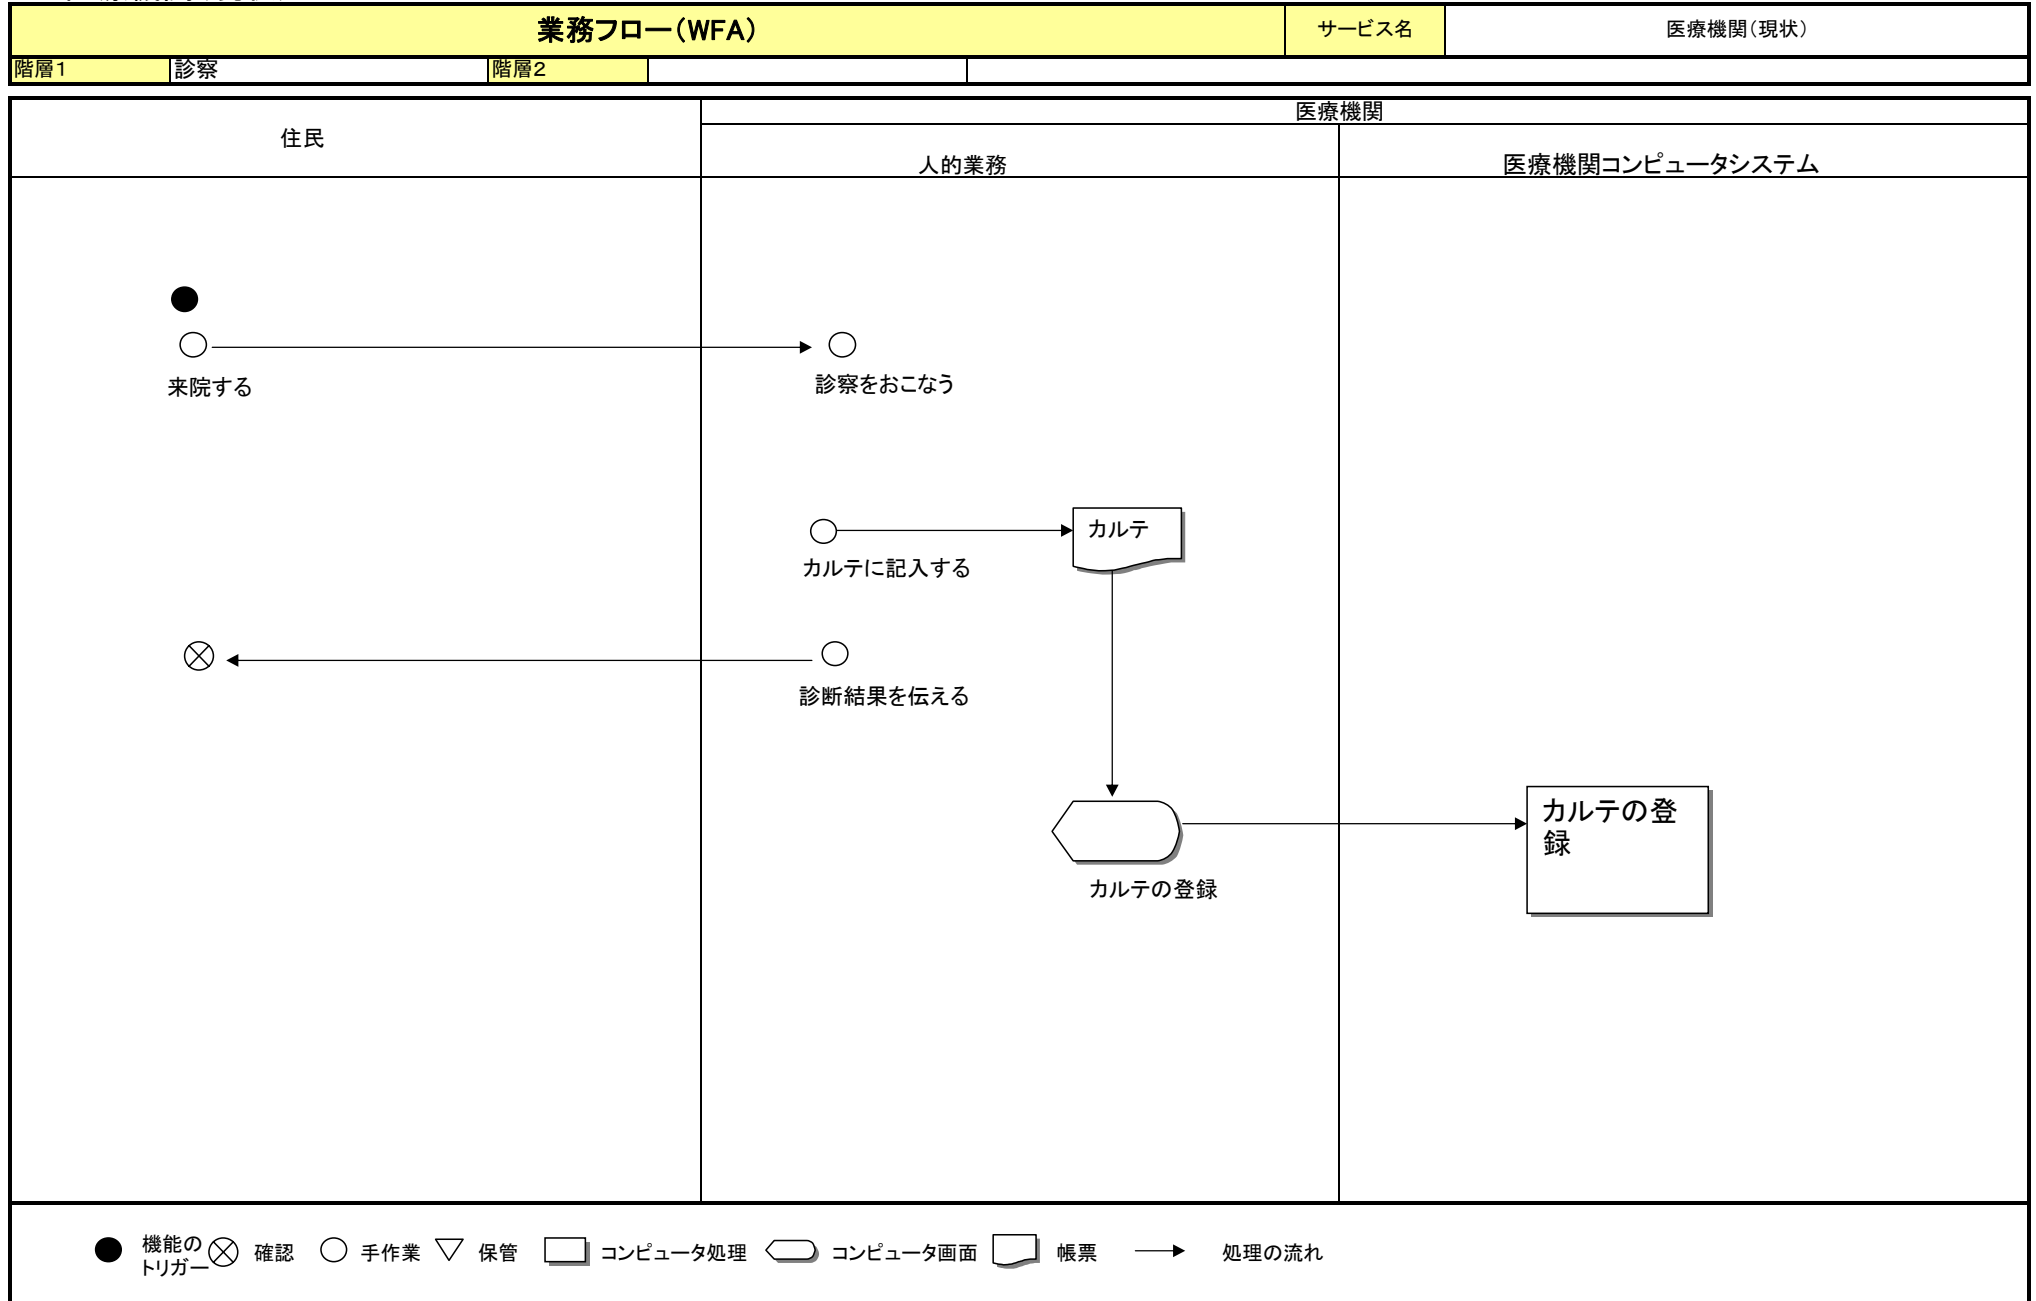 業務フロー(WFA)
サービス名
医療機関(現状)
階層1
診察
階層2
住民
医療機関
人的業務
医療機関コンピュータシステム
来院する
診察をおこなう
カルテ
カルテに記入する
診断結果を伝える
カルテの登
録
カルテの登録
機能の
トリガー
確認
手作業
保管
コンピュータ処理
コンピュータ画面
帳票
処理の流れ